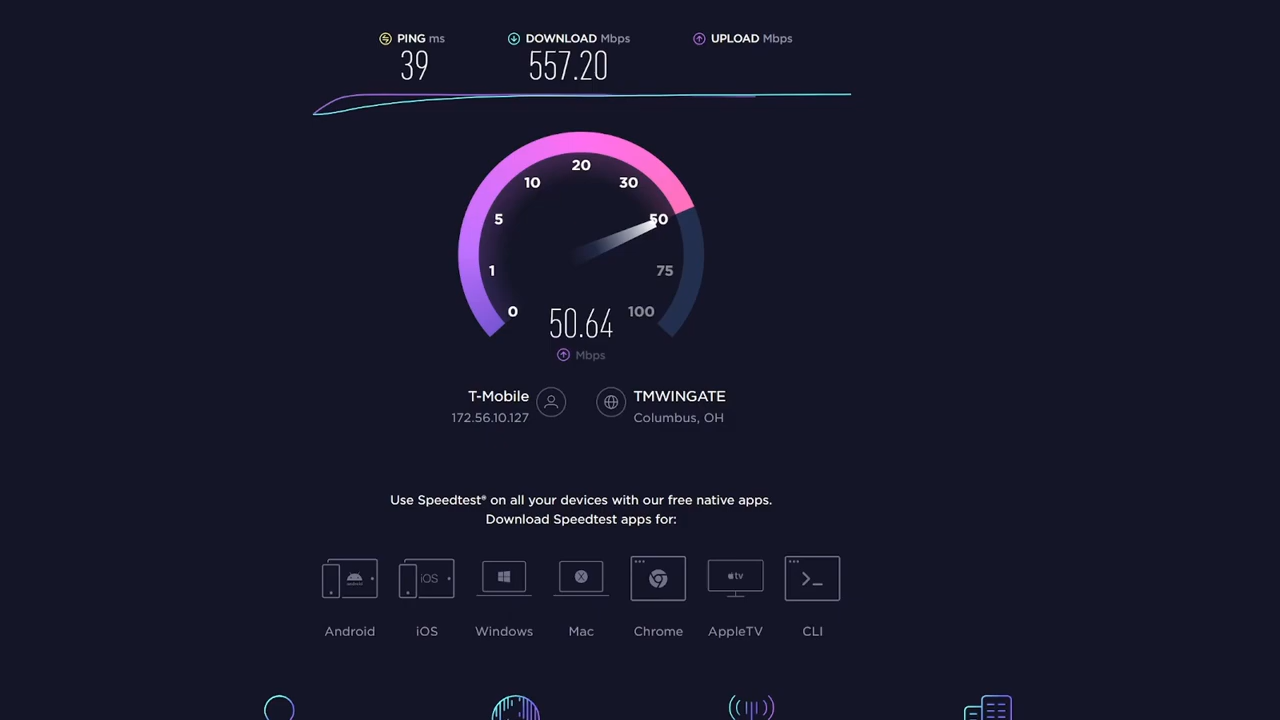 PING ms
DOWNLOAD Mbps
UPLOAD Mbps
39
557.20
0
1
5
10
20
30
50
75
100
50.64
Mbps
T-Mobile
172.56.10.127
TMWINGATE
Columbus, OH
Use Speedtest® on all your devices with our free native apps.
Download Speedtest apps for:
iOS
tv
Android
iOS
Windows
Mac
Chrome
AppleTV
CLI